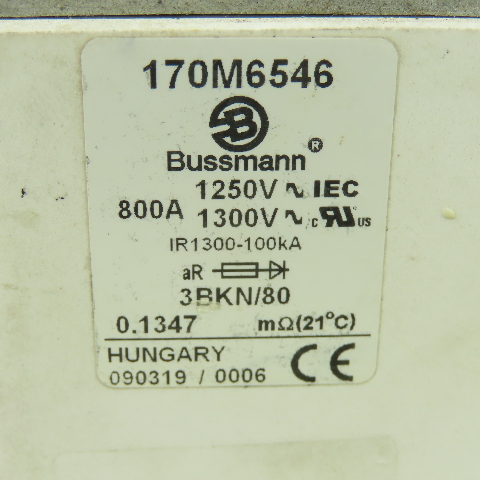 170M6546
B
Bussmann®
800A 1250V ~ IEC
1300V ~ c RU us
IR1300-100kA
aR
3BKN/80
0.1347 mΩ(21°C)
HUNGARY
090319 / 0006 CE